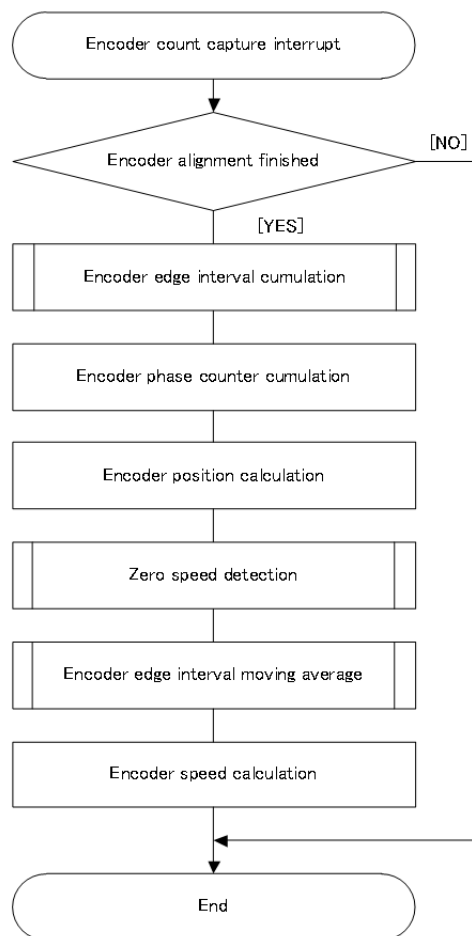 Encoder count capture interrupt
Encoder alignment finished
[NO]
[YES]
Encoder edge interval cumulation
Encoder phase counter cumulation
Encoder position calculation
Zero speed detection
Encoder edge interval moving average
Encoder speed calculation
End